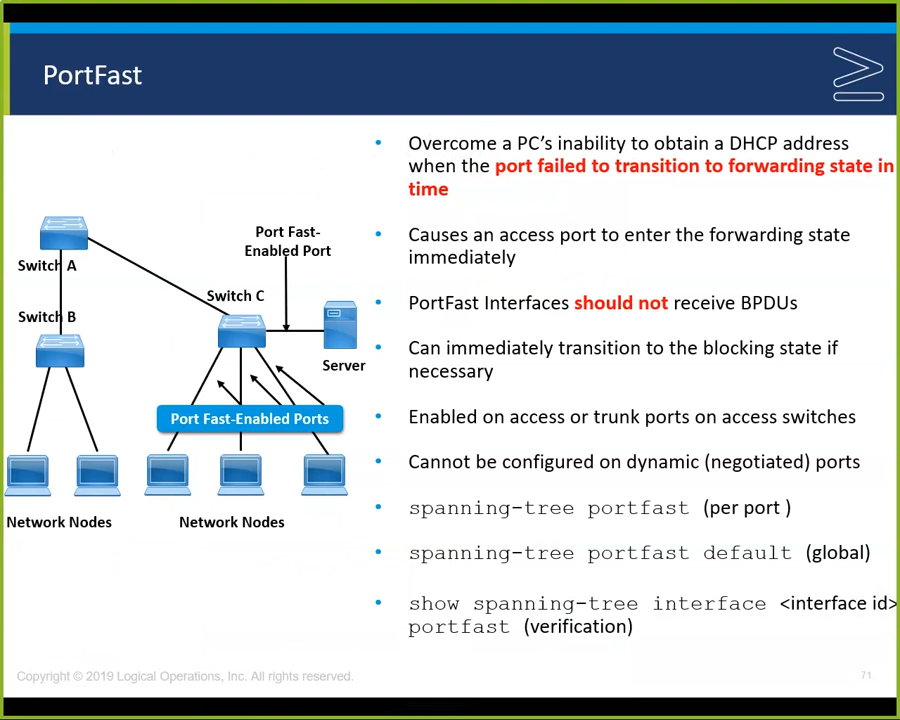 PortFast
Overcome a PC's inability to obtain a DHCP address
when the port failed to transition to forwarding state in
time
Causes an access port to enter the forwarding state
immediately
PortFast Interfaces should not receive BPDUs
Can immediately transition to the blocking state if
necessary
Enabled on access or trunk ports on access switches
Cannot be configured on dynamic (negotiated) ports
spanning-tree portfast (per port )
spanning-tree portfast default (global)
show spanning-tree interface <interface id>
portfast (verification)
Port Fast-
Enabled Port
Switch A
Switch C
Switch B
Server
Port Fast-Enabled Ports
Network Nodes
Network Nodes
Copyright © 2019 Logical Operations, Inc. All rights reserved.
71